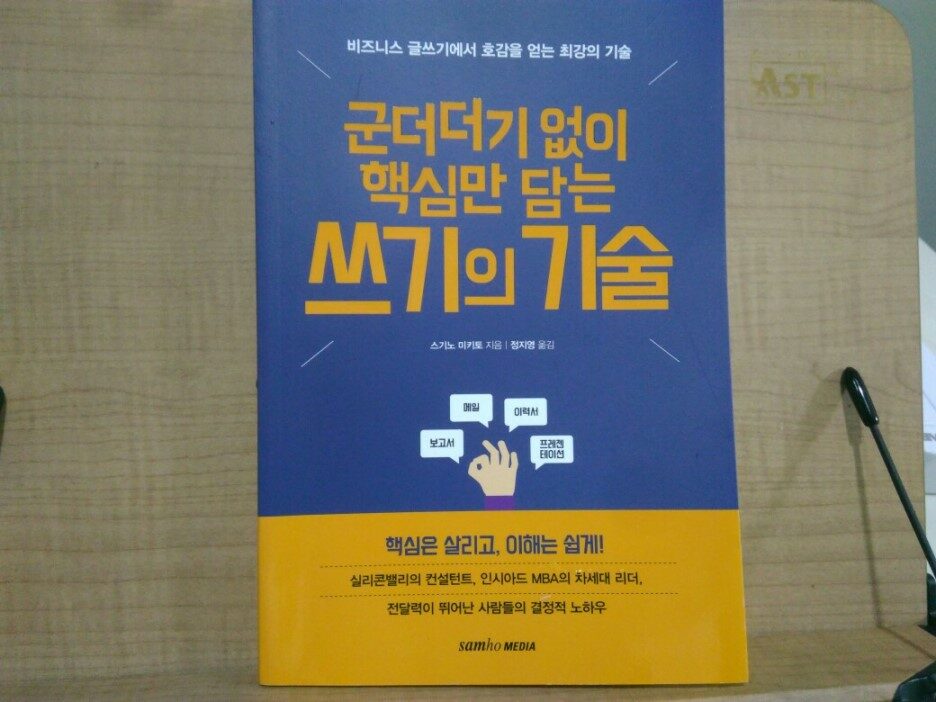 비즈니스 글쓰기에서 호감을 얻는 최강의 기술
AST
군더더기 없이
핵심만 담는
쓰기의 기술
스기노 미키토 지음 | 정지영 옮김
메일
이력서
보고서
프레젠
테이션
핵심은 살리고, 이해는 쉽게!
실리콘밸리의 컨설턴트, 인시아드 MBA의 차세대 리더,
전달력이 뛰어난 사람들의 결정적 노하우
samho MEDIA